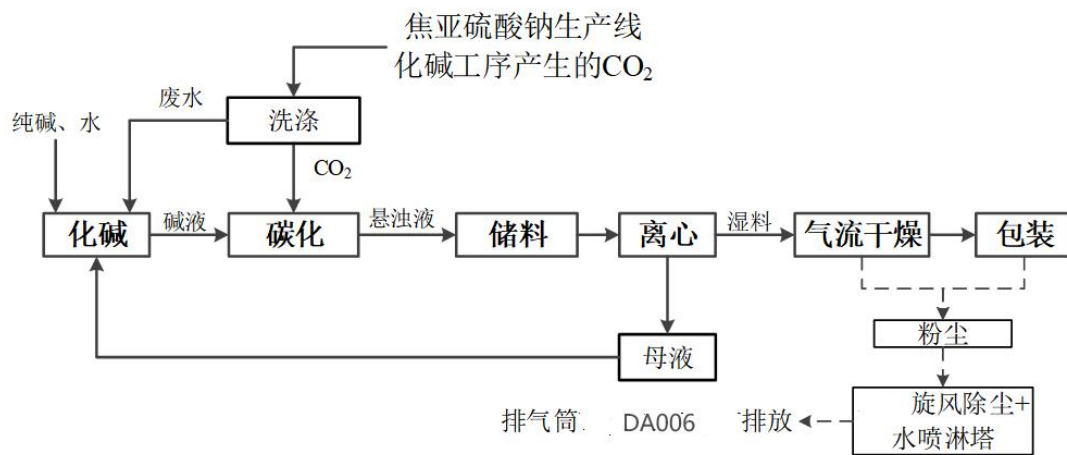 焦亚硫酸钠生产线
化碱工序产生的CO2
废水
洗涤
纯碱、水
CO2
化碱
碱液
碳化
悬浊液
储料
离心
湿料
气流干燥
包装
粉尘
母液
旋风除尘+
水喷淋塔
排气筒 DA006 排放